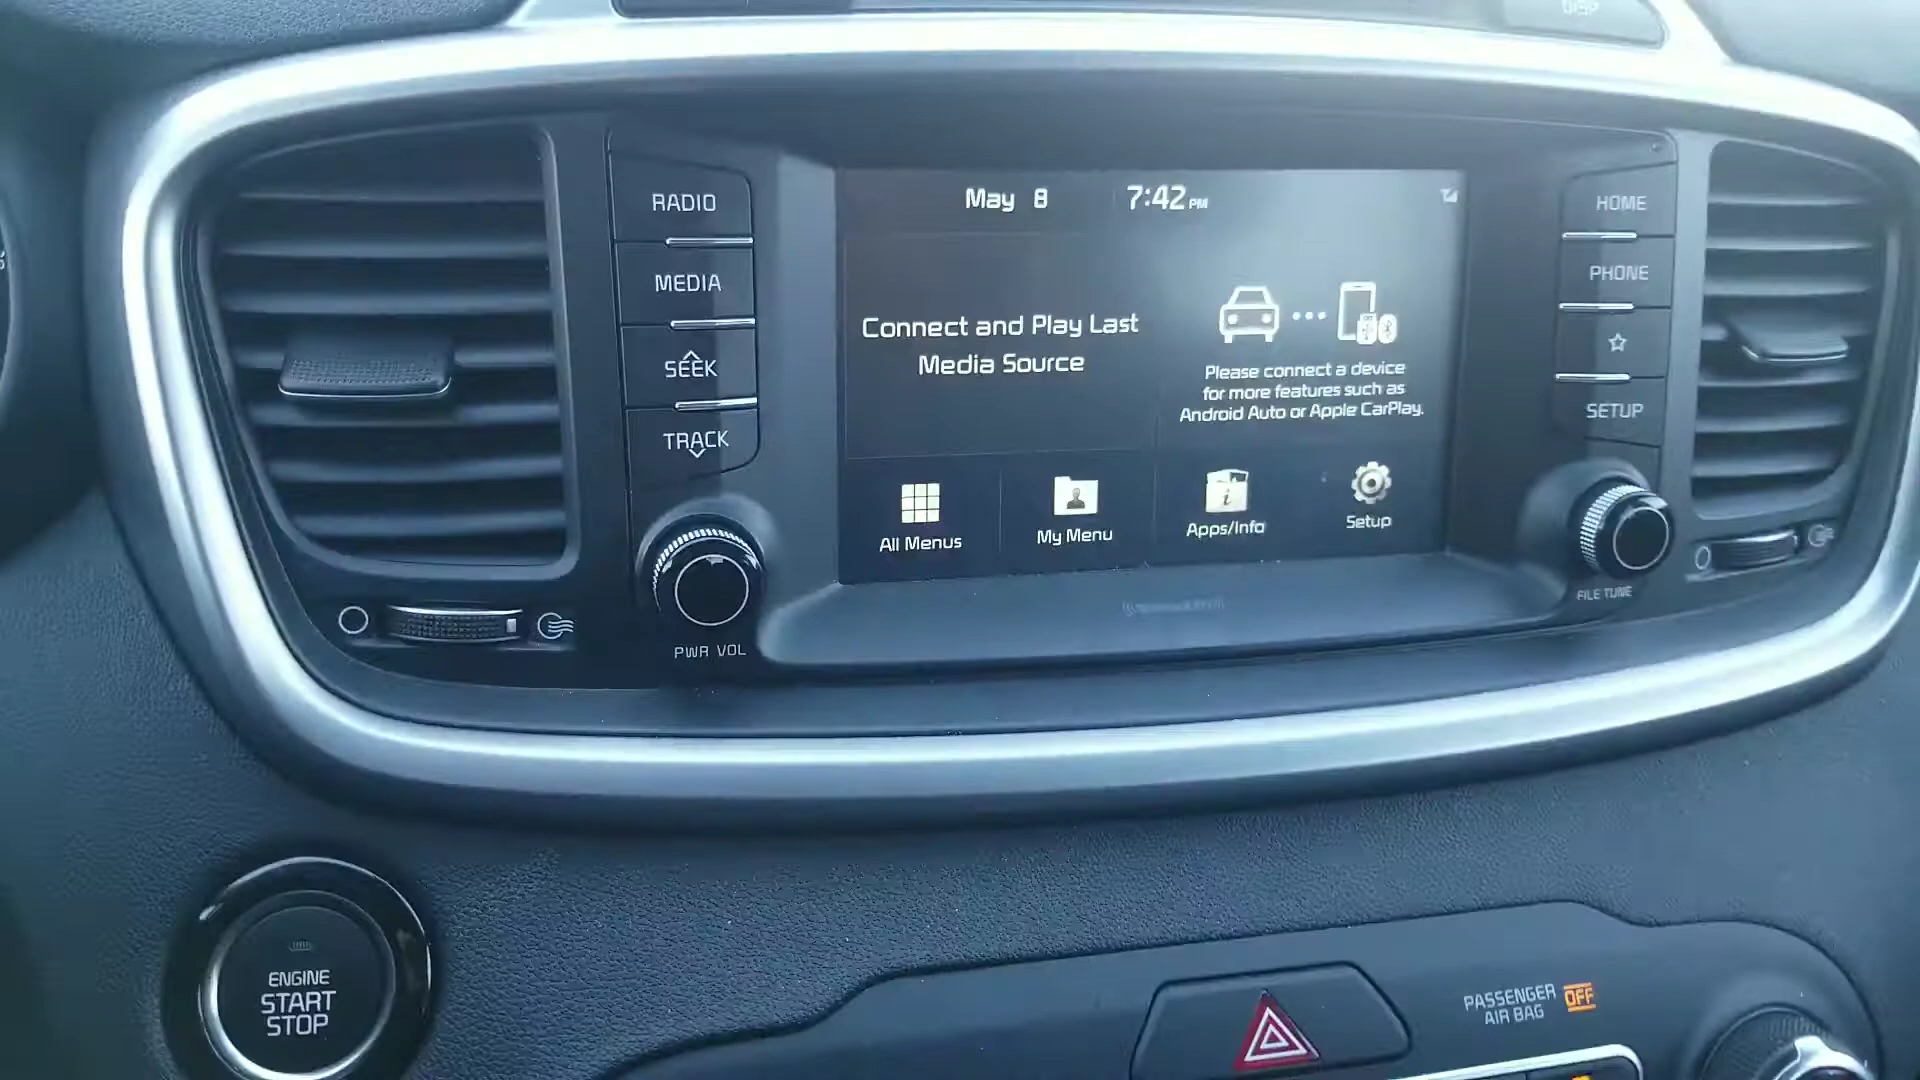 DISP
RADIO
MEDIA
SEEK
TRACK
PWR VOL
May 8
7:42 PM
Connect and Play Last
Media Source
Please connect a device
for more features such as
Android Auto or Apple CarPlay.
All Menus
My Menu
Apps/Info
Setup
HOME
PHONE
SETUP
FILE TUNE
ENGINE
START
STOP
PASSENGER
AIR BAG
OFF